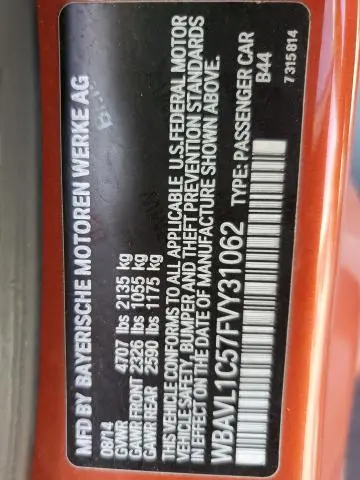 MFD BY BAYERISCHE MOTOREN WERKE AG
08/14
GVWR 4707 lbs 2135 kg
GAWR FRONT 2326 lbs 1055 kg
GAWR REAR 2590 lbs 1175 kg
THIS VEHICLE CONFORMS TO ALL APPLICABLE U.S.FEDERAL MOTOR
VEHICLE SAFETY, BUMPER AND THEFT PREVENTION STANDARDS
IN EFFECT ON THE DATE OF MANUFACTURE SHOWN ABOVE.
WBAVL1C57FVY31062 TYPE: PASSENGER CAR
B44
7315814